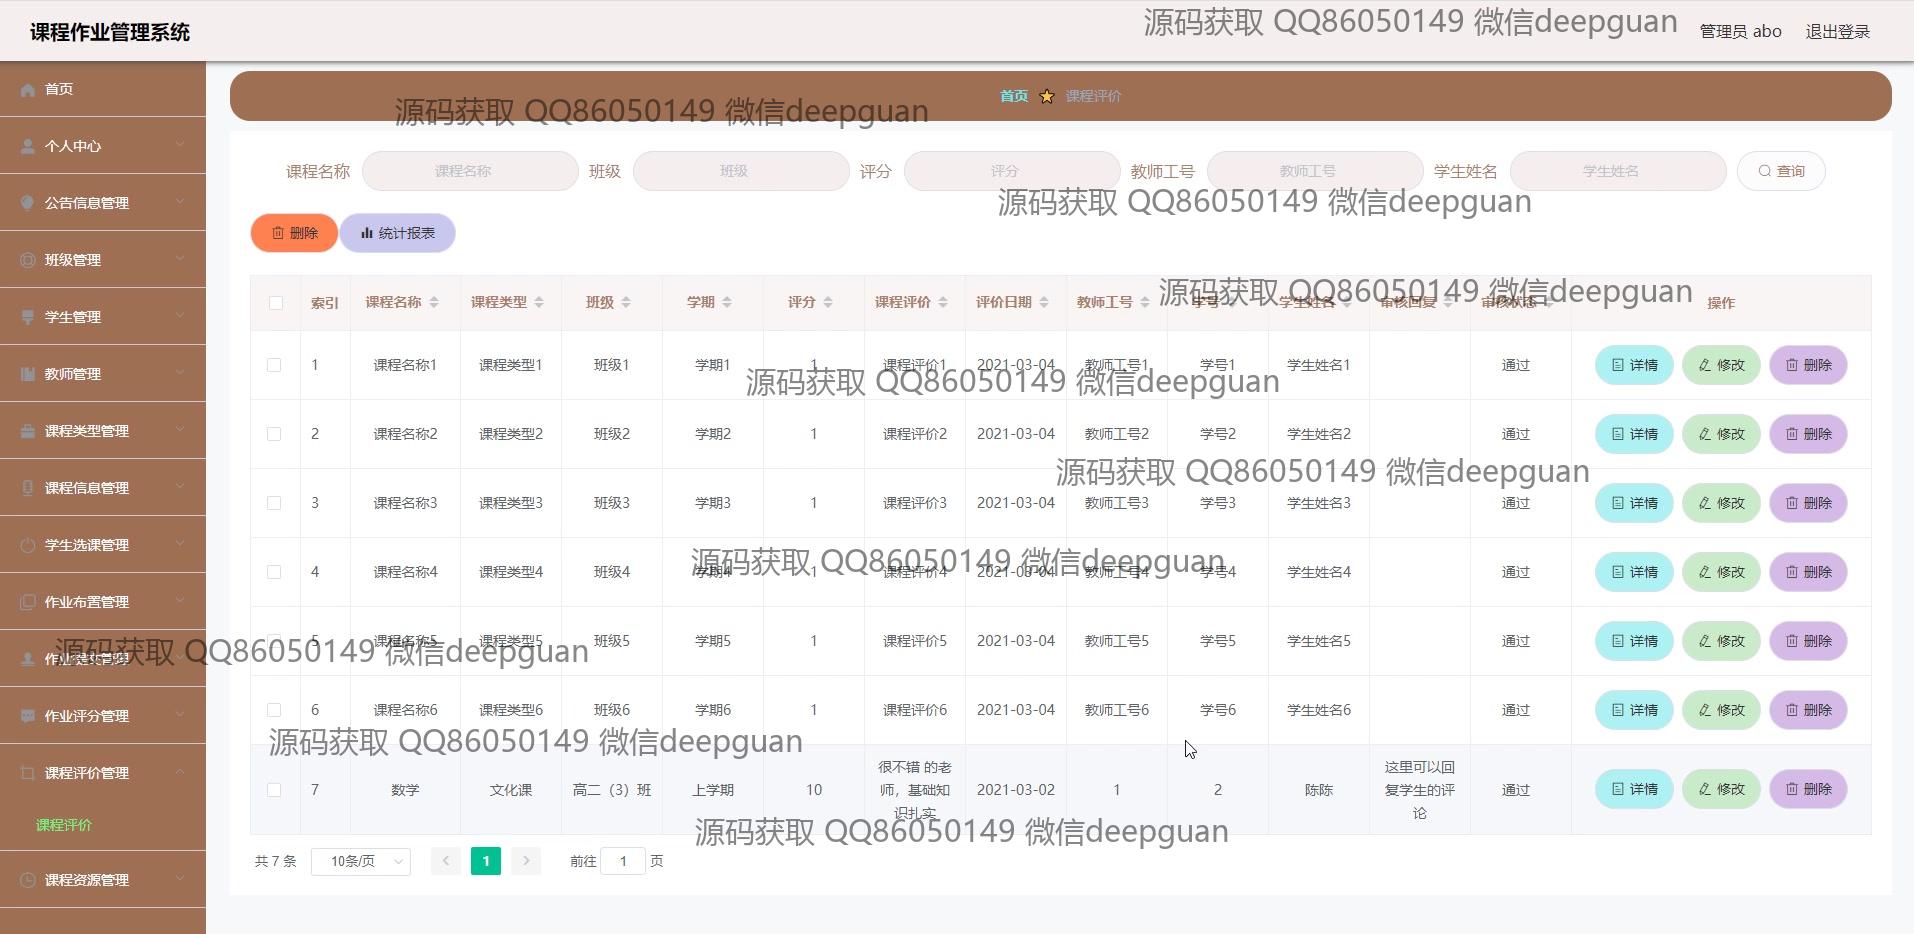 课程作业管理系统
源码获取 QQ86050149 微信deepguan
管理员 abo
退出登录
首页
个人中心
公告信息管理
班级管理
学生管理
教师管理
课程类型管理
课程信息管理
学生选课管理
作业布置管理
作业提交管理
作业评分管理
课程评价管理
课程评价
课程资源管理
首页 课程评价
源码获取 QQ86050149 微信deepguan
课程名称 课程名称 班级 班级 评分 评分 教师工号 教师工号 学生姓名 学生姓名 查询
源码获取 QQ86050149 微信deepguan
删除 统计报表
源码获取 QQ86050149 微信deepguan
索引 课程名称 课程类型 班级 学期 评分 课程评价 评价日期 教师工号 学号 学生姓名 审核回复 审核状态 操作
1 课程名称1 课程类型1 班级1 学期1 1 课程评价1 2021-03-04 教师工号1 学号1 学生姓名1 通过 详情 修改 删除
源码获取 QQ86050149 微信deepguan
2 课程名称2 课程类型2 班级2 学期2 1 课程评价2 2021-03-04 教师工号2 学号2 学生姓名2 通过 详情 修改 删除
源码获取 QQ86050149 微信deepguan
3 课程名称3 课程类型3 班级3 学期3 1 课程评价3 2021-03-04 教师工号3 学号3 学生姓名3 通过 详情 修改 删除
源码获取 QQ86050149 微信deepguan
4 课程名称4 课程类型4 班级4 学期4 1 课程评价4 2021-03-04 教师工号4 学号4 学生姓名4 通过 详情 修改 删除
源码获取 QQ86050149 微信deepguan
5 课程名称5 课程类型5 班级5 学期5 1 课程评价5 2021-03-04 教师工号5 学号5 学生姓名5 通过 详情 修改 删除
6 课程名称6 课程类型6 班级6 学期6 1 课程评价6 2021-03-04 教师工号6 学号6 学生姓名6 通过 详情 修改 删除
源码获取 QQ86050149 微信deepguan
7 数学 文化课 高二（3）班 上学期 10 很不错 的老师，基础知识扎实 2021-03-02 1 2 陈陈 这里可以回复学生的评论 通过 详情 修改 删除
源码获取 QQ86050149 微信deepguan
共 7 条 10条/页 1 前往 1 页